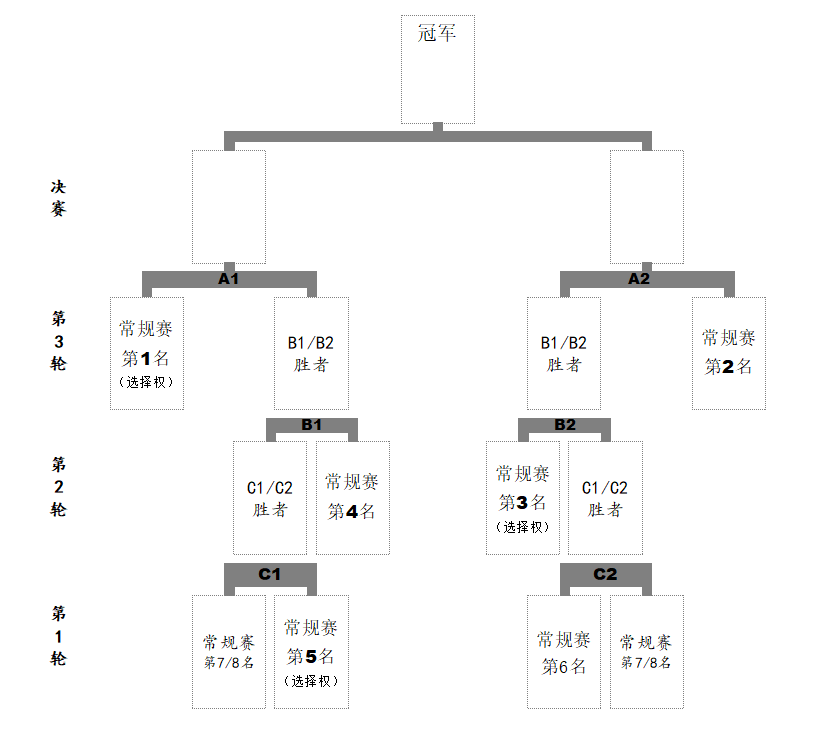 冠军
决
赛
A1
A2
第
3
轮
常规赛
第1名
（选择权）
B1/B2
胜者
B1/B2
胜者
常规赛
第2名
B1
B2
第
2
轮
C1/C2
胜者
常规赛
第4名
常规赛
第3名
（选择权）
C1/C2
胜者
C1
C2
第
1
轮
常规赛
第7/8名
常规赛
第5名
（选择权）
常规赛
第6名
常规赛
第7/8名